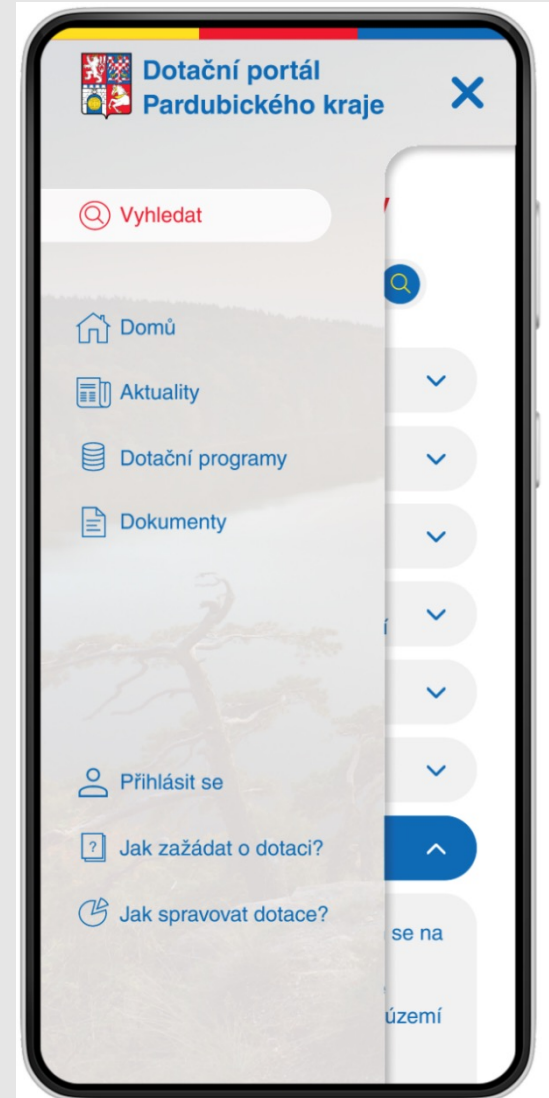 Dotační portál
Pardubického kraje
Vyhledat
Domů
Aktuality
Dotační programy
Dokumenty
í
Přihlásit se
Jak zažádat o dotaci?
Jak spravovat dotace?
se na
území